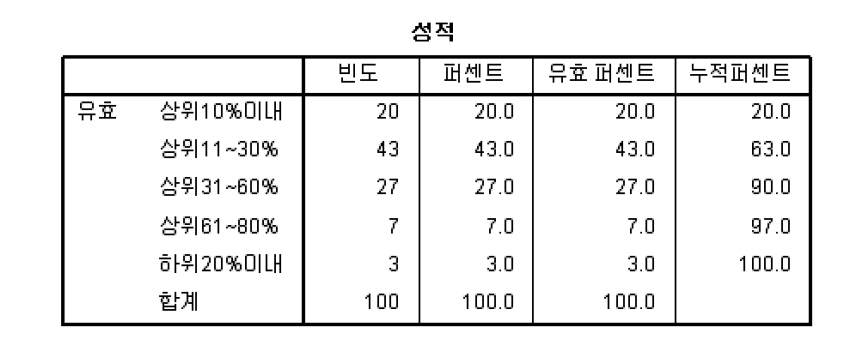 성적
빈도 퍼센트 유효 퍼센트 누적퍼센트
유효 상위10%이내 20 20.0 20.0 20.0
상위11~30% 43 43.0 43.0 63.0
상위31~60% 27 27.0 27.0 90.0
상위61~80% 7 7.0 7.0 97.0
하위20%이내 3 3.0 3.0 100.0
합계 100 100.0 100.0